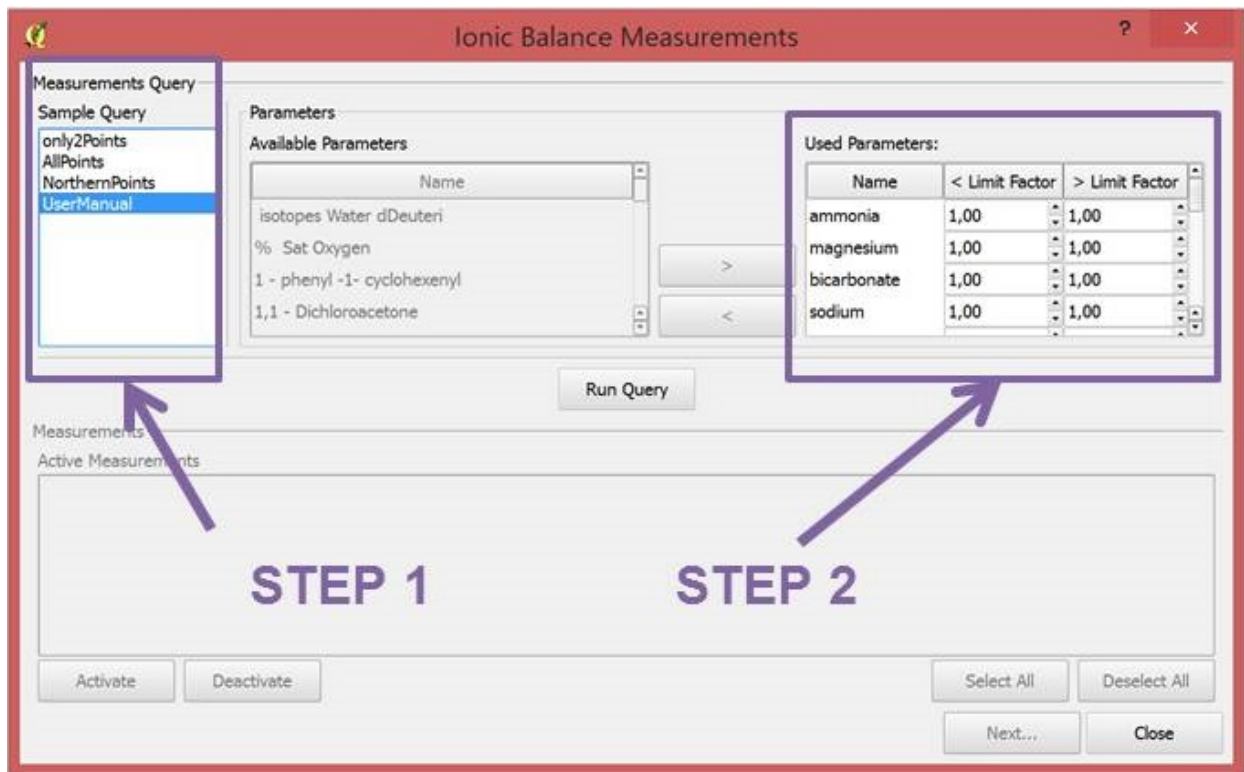 Ionic Balance Measurements
?
×
Measurements Query
Sample Query
only2Points
AllPoints
NorthernPoints
UserManual
Parameters
Available Parameters
Name
isotopes Water dDeuteri
% Sat Oxygen
1 - phenyl -1- cyclohexenyl
1,1 - Dichloroacetone
>
<
Used Parameters:
Name < Limit Factor > Limit Factor
ammonia 1,00 1,00
magnesium 1,00 1,00
bicarbonate 1,00 1,00
sodium 1,00 1,00
Run Query
Measurements
Active Measurements
STEP 1
STEP 2
Activate Deactivate Select All Deselect All
Next... Close